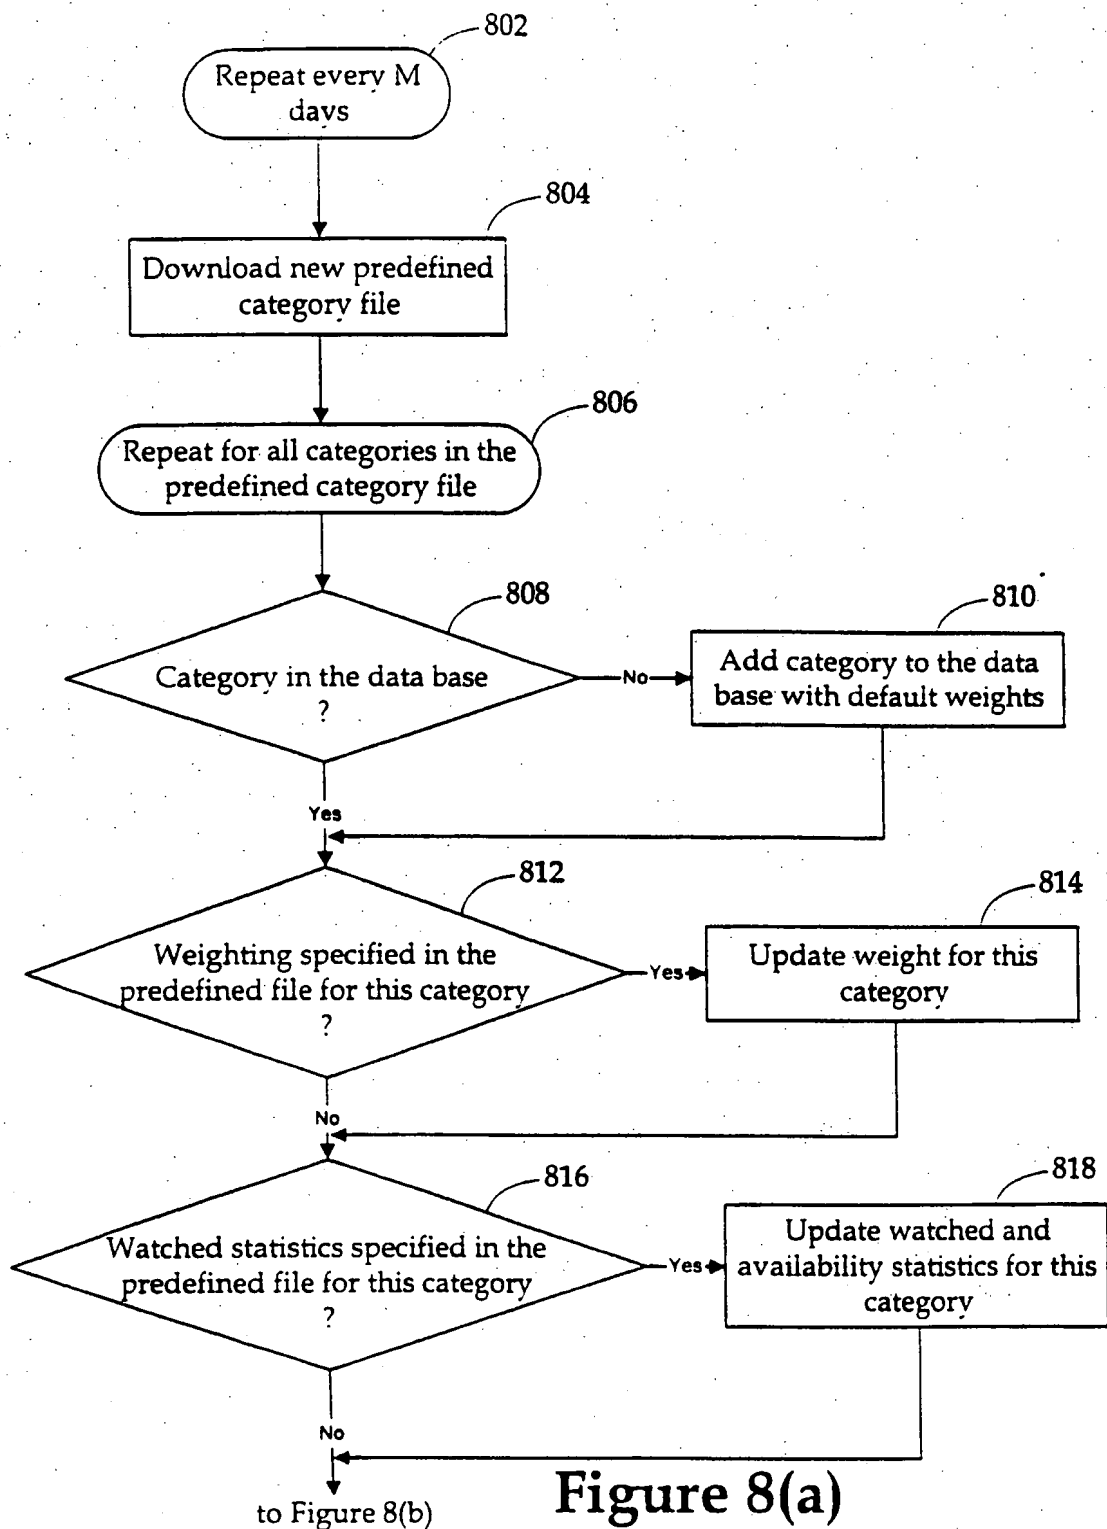 802
Repeat every M
days
804
Download new predefined
category file
806
Repeat for all categories in the
predefined category file
808
Category in the data base
?
No
810
Add category to the data
base with default weights
Yes
812
Weighting specified in the
predefined file for this category
?
Yes
814
Update weight for this
category
No
816
Watched statistics specified in the
predefined file for this category
?
Yes
818
Update watched and
availability statistics for this
category
No
to Figure 8(b)
Figure 8(a)